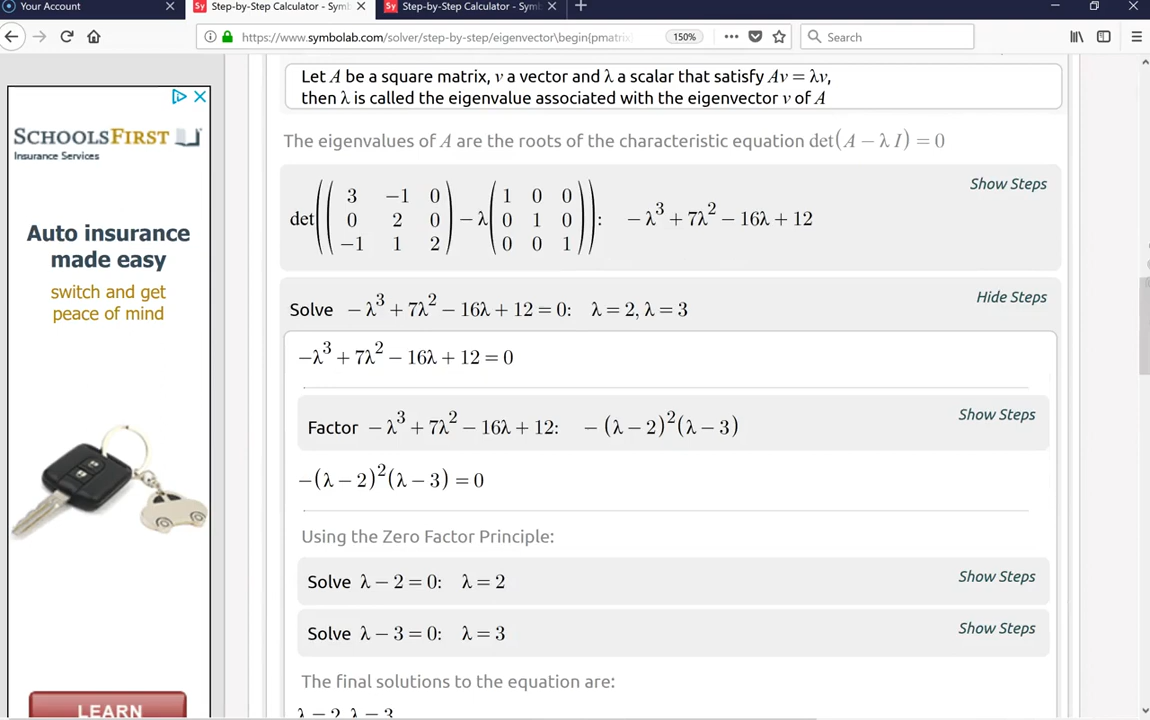 Your Account
Step-by-Step Calculator - Symb
Step-by-Step Calculator - Symbo
https://www.symbolab.com/solver/step-by-step/eigenvector\begin{pmatrix
150%
Search
Let A be a square matrix, v a vector and λ a scalar that satisfy Av = λv,
then λ is called the eigenvalue associated with the eigenvector v of A
The eigenvalues of A are the roots of the characteristic equation det(A − λ I) = 0
Show Steps
det((3 −1 0
0 2 0
−1 1 2) − λ(1 0 0
0 1 0
0 0 1)): −λ³ + 7λ² − 16λ + 12
Solve −λ³ + 7λ² − 16λ + 12 = 0: λ = 2, λ = 3
Hide Steps
−λ³ + 7λ² − 16λ + 12 = 0
Factor −λ³ + 7λ² − 16λ + 12: −(λ − 2)²(λ − 3)
Show Steps
−(λ − 2)²(λ − 3) = 0
Using the Zero Factor Principle:
Solve λ − 2 = 0: λ = 2
Show Steps
Solve λ − 3 = 0: λ = 3
Show Steps
The final solutions to the equation are:
λ = 2, λ = 3
SCHOOLSFIRST
Insurance Services
Auto insurance
made easy
switch and get
peace of mind
LEARN